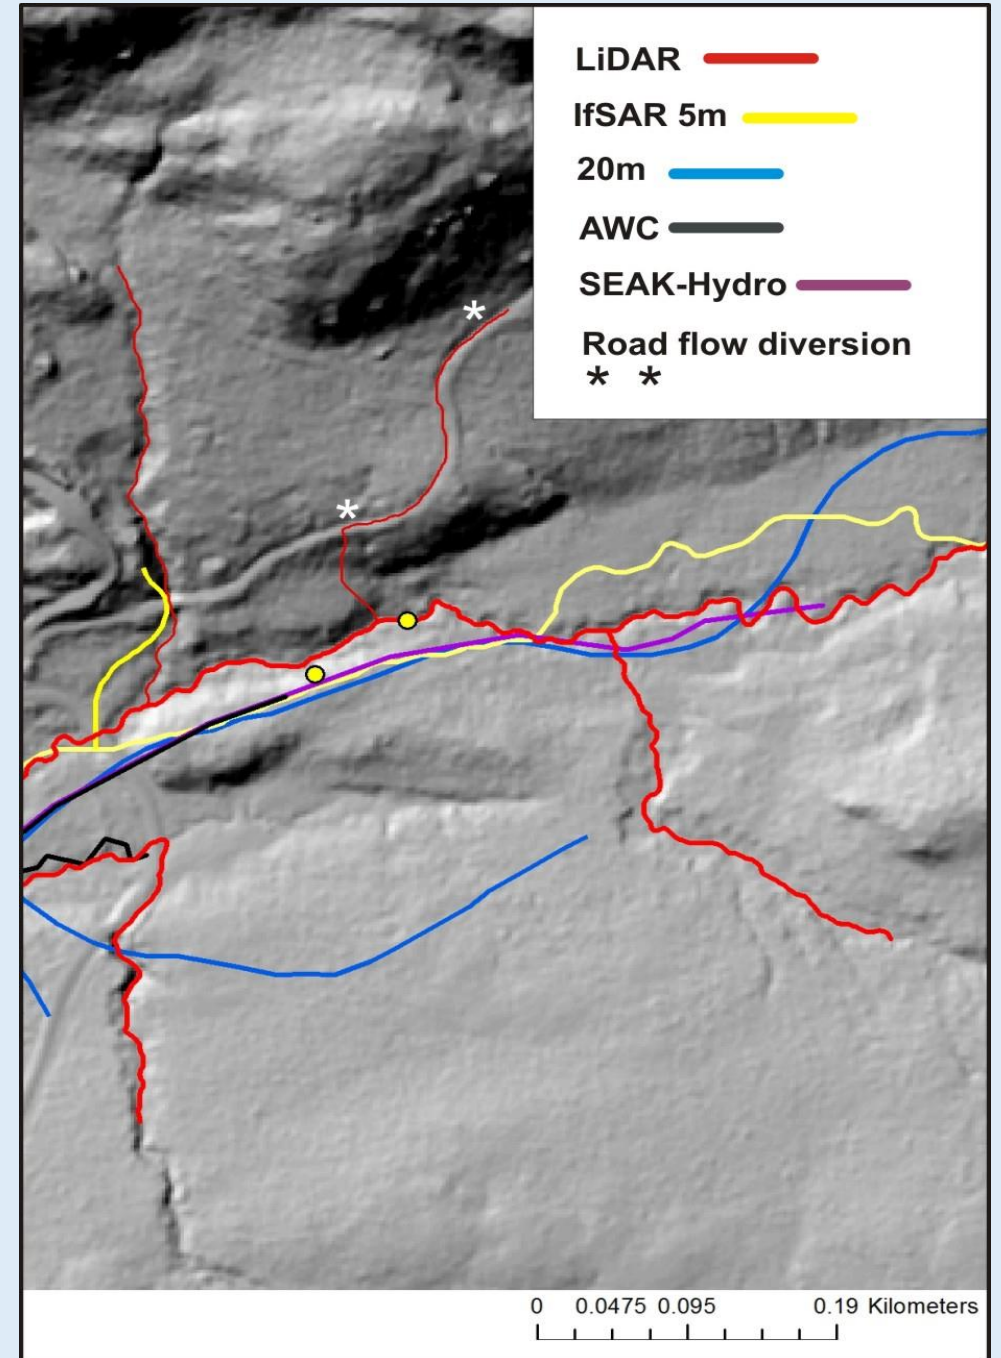 LiDAR
IfSAR 5m
20m
AWC
SEAK-Hydro
Road flow diversion
* *
*
*
0 0.0475 0.095 0.19 Kilometers